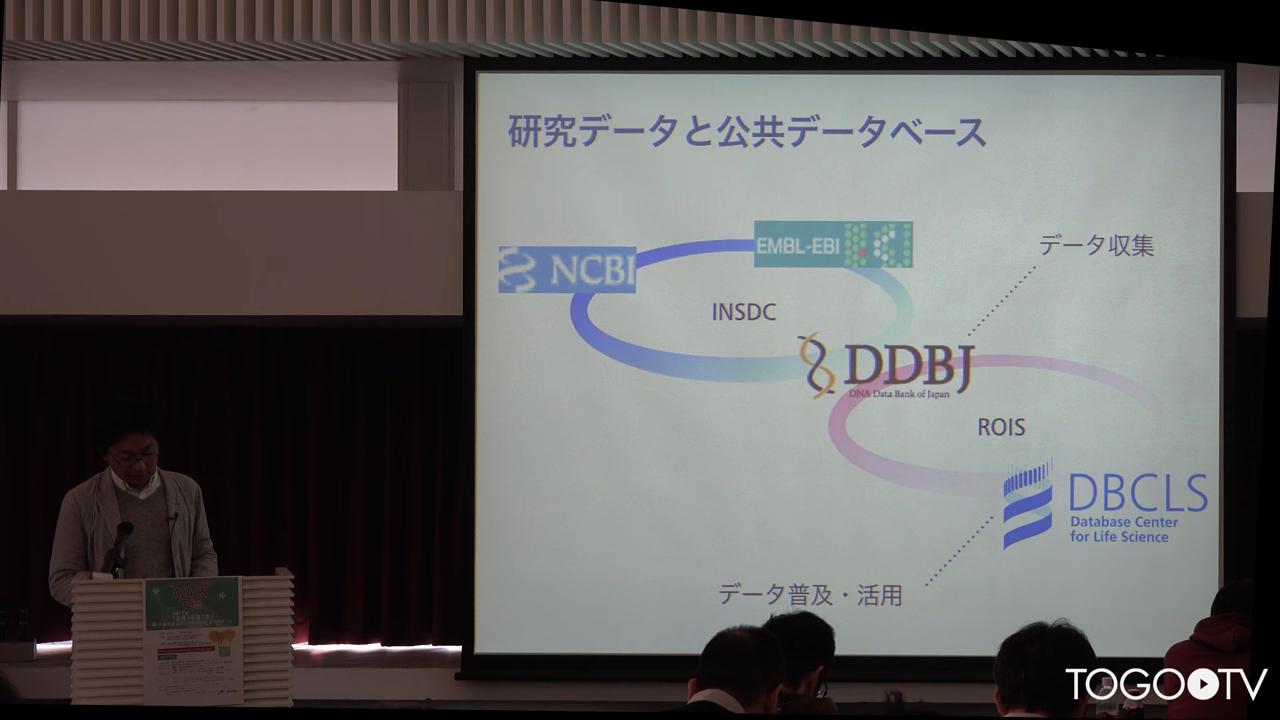 研究データと公共データベース
NCBI
EMBL-EBI
データ収集
INSDC
DDBJ
DNA Data Bank of Japan
ROIS
DBCLS
Database Center
for Life Science
データ普及・活用
TOGOTV